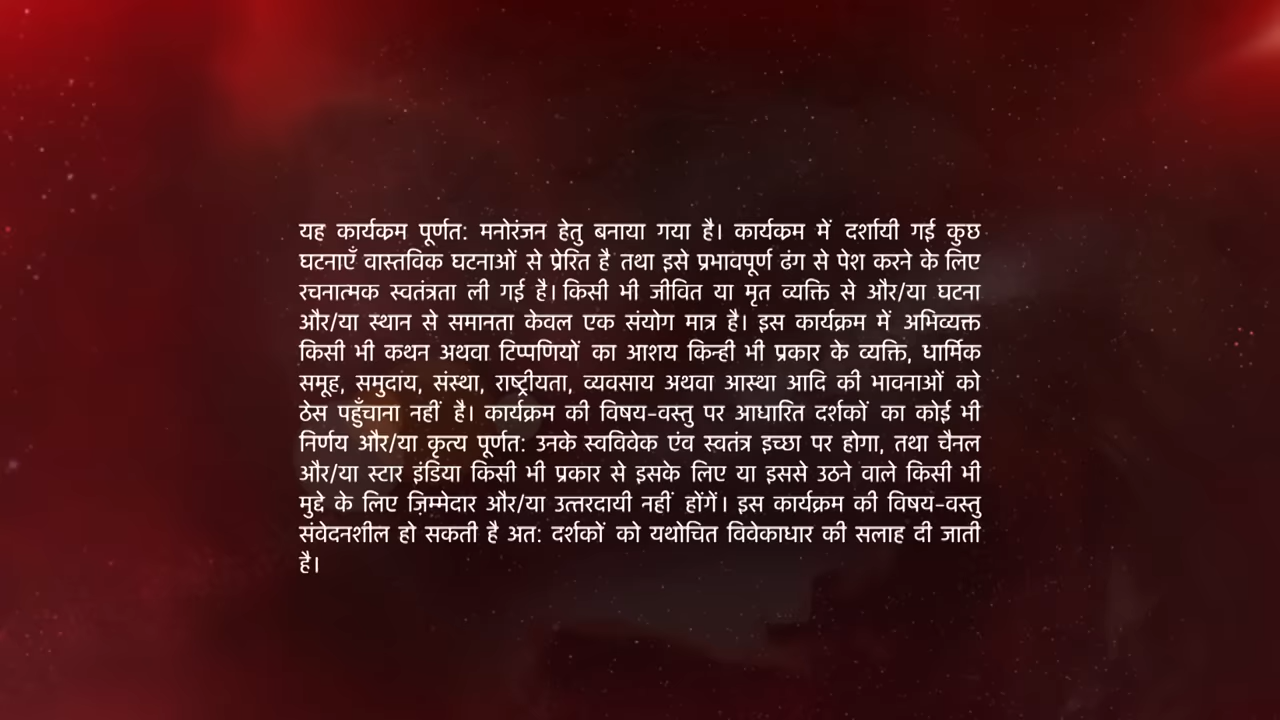 यह कार्यक्रम पूर्णत: मनोरंजन हेतु बनाया गया है। कार्यक्रम में दर्शायी गई कुछ
घटनाएँ वास्तविक घटनाओं से प्रेरित है तथा इसे प्रभावपूर्ण ढंग से पेश करने के लिए
रचनात्मक स्वतंत्रता ली गई है। किसी भी जीवित या मृत व्यक्ति से और/या घटना
और/या स्थान से समानता केवल एक संयोग मात्र है। इस कार्यक्रम में अभिव्यक्त
किसी भी कथन अथवा टिप्पणियों का आशय किन्ही भी प्रकार के व्यक्ति, धार्मिक
समूह, समुदाय, संस्था, राष्ट्रीयता, व्यवसाय अथवा आस्था आदि की भावनाओं को
ठेस पहुँचाना नहीं है। कार्यक्रम की विषय-वस्तु पर आधारित दर्शकों का कोई भी
निर्णय और/या कृत्य पूर्णत: उनके स्वविवेक एंव स्वतंत्र इच्छा पर होगा, तथा चैनल
और/या स्टार इंडिया किसी भी प्रकार से इसके लिए या इससे उठने वाले किसी भी
मुद्दे के लिए ज़िम्मेदार और/या उत्तरदायी नहीं होंगें। इस कार्यक्रम की विषय-वस्तु
संवेदनशील हो सकती है अत: दर्शकों को यथोचित विवेकाधार की सलाह दी जाती
है।